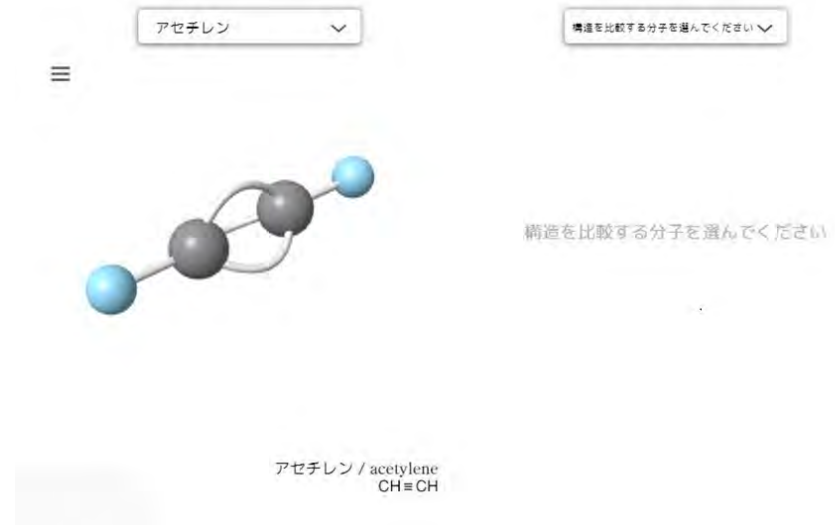 アセチレン
構造を比較する分子を選んでください
構造を比較する分子を選んでください
アセチレン / acetylene
CH≡CH